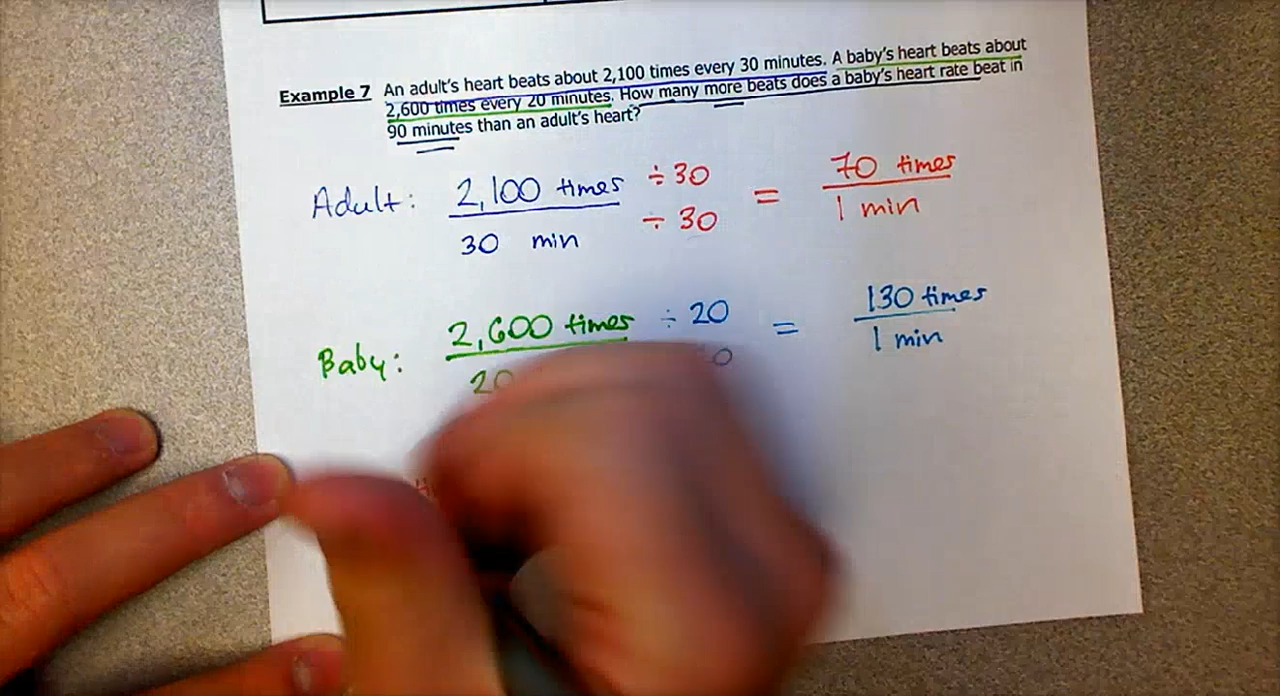 Example 7 An adult's heart beats about 2,100 times every 30 minutes. A baby's heart beats about
2,600 times every 20 minutes. How many more beats does a baby's heart rate beat in
90 minutes than an adult's heart?
Adult: 2,100 times ÷ 30 = 70 times
30 min ÷ 30 1 min
Baby: 2,600 times ÷ 20 = 130 times
20 1 min